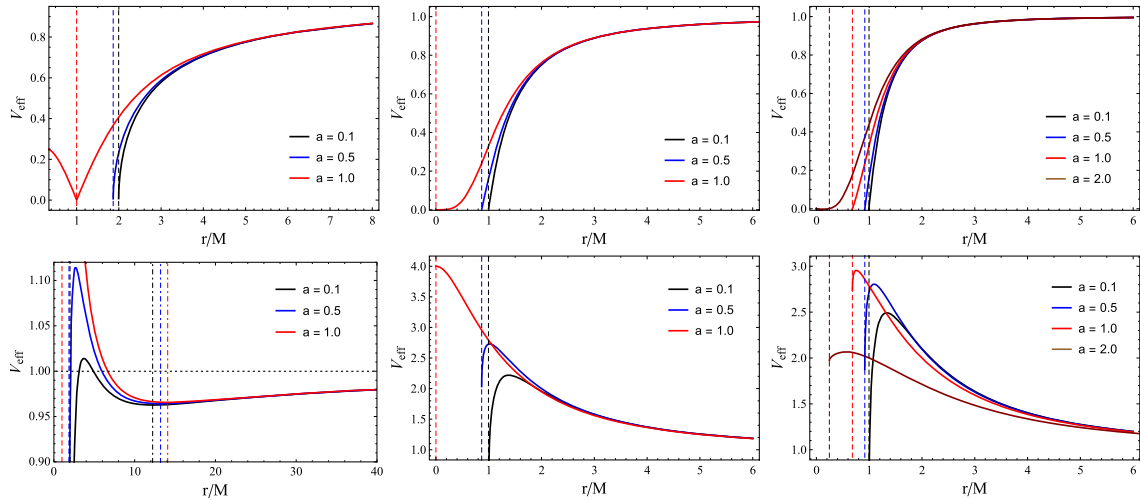 V_eff
0.8
0.6
0.4
0.2
0.0
a = 0.1
a = 0.5
a = 1.0
1 2 3 4 5 6 7 8
r/M
V_eff
1.0
0.8
0.6
0.4
0.2
0.0
a = 0.1
a = 0.5
a = 1.0
0 1 2 3 4 5 6
r/M
V_eff
1.0
0.8
0.6
0.4
0.2
0.0
a = 0.1
a = 0.5
a = 1.0
a = 2.0
0 1 2 3 4 5 6
r/M
V_eff
1.10
1.05
1.00
0.95
0.90
a = 0.1
a = 0.5
a = 1.0
0 5 10 20 30 40
r/M
V_eff
4.0
3.5
3.0
2.5
2.0
1.5
1.0
a = 0.1
a = 0.5
a = 1.0
0 1 2 3 4 5 6
r/M
V_eff
3.0
2.5
2.0
1.5
1.0
a = 0.1
a = 0.5
a = 1.0
a = 2.0
0 1 2 3 4 5 6
r/M